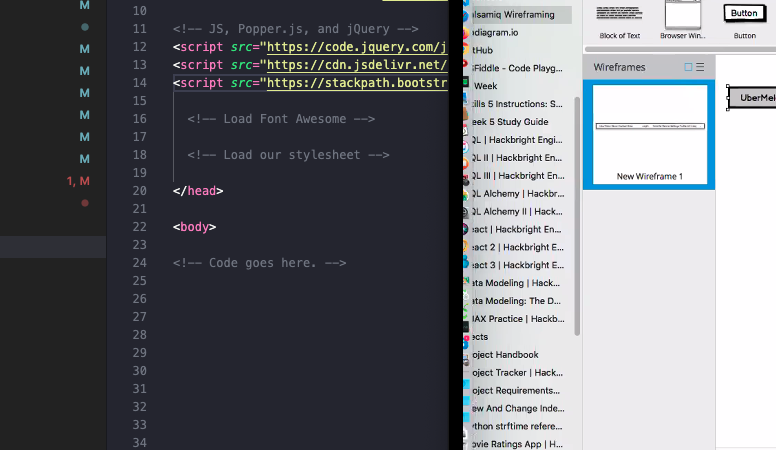 M
M
M
M
M
M
M
1, M
10
11 <!-- JS, Popper.js, and jQuery -->
12 <script src="https://code.jquery.com/j
13 <script src="https://cdn.jsdelivr.net/
14 <script src="https://stackpath.bootstr
15
16 <!-- Load Font Awesome -->
17
18 <!-- Load our stylesheet -->
19
20 </head>
21
22 <body>
23
24 <!-- Code goes here. -->
25
26
27
28
29
30
31
32
33
34
alsamiq Wireframing
diagram.io
tHub
Fiddle - Code Playg...
Week
ills 5 Instructions: S...
eek 5 Study Guide
QL | Hackbright Engi...
QL II | Hackbright En...
QL III | Hackbright En...
QL Alchemy | Hackbr...
QL Alchemy II | Hack...
eact | Hackbright En...
eact 2 | Hackbright E...
eact 3 | Hackbright E...
ata Modeling | Hack...
ata Modeling: The D...
JAX Practice | Hackb...
ects
oject Handbook
oject Tracker | Hack...
oject Requirements...
ew And Change Inde...
ython strftime refere...
ovie Ratings App | H...
Block of Text
Browser Win...
Button
Button
Wireframes
New Wireframe 1
UberMel